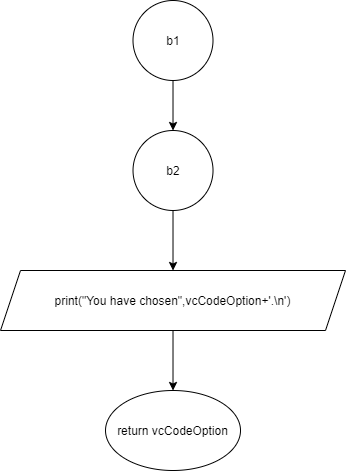 b1
b2
print("You have chosen",vcCodeOption+'.\n')
return vcCodeOption